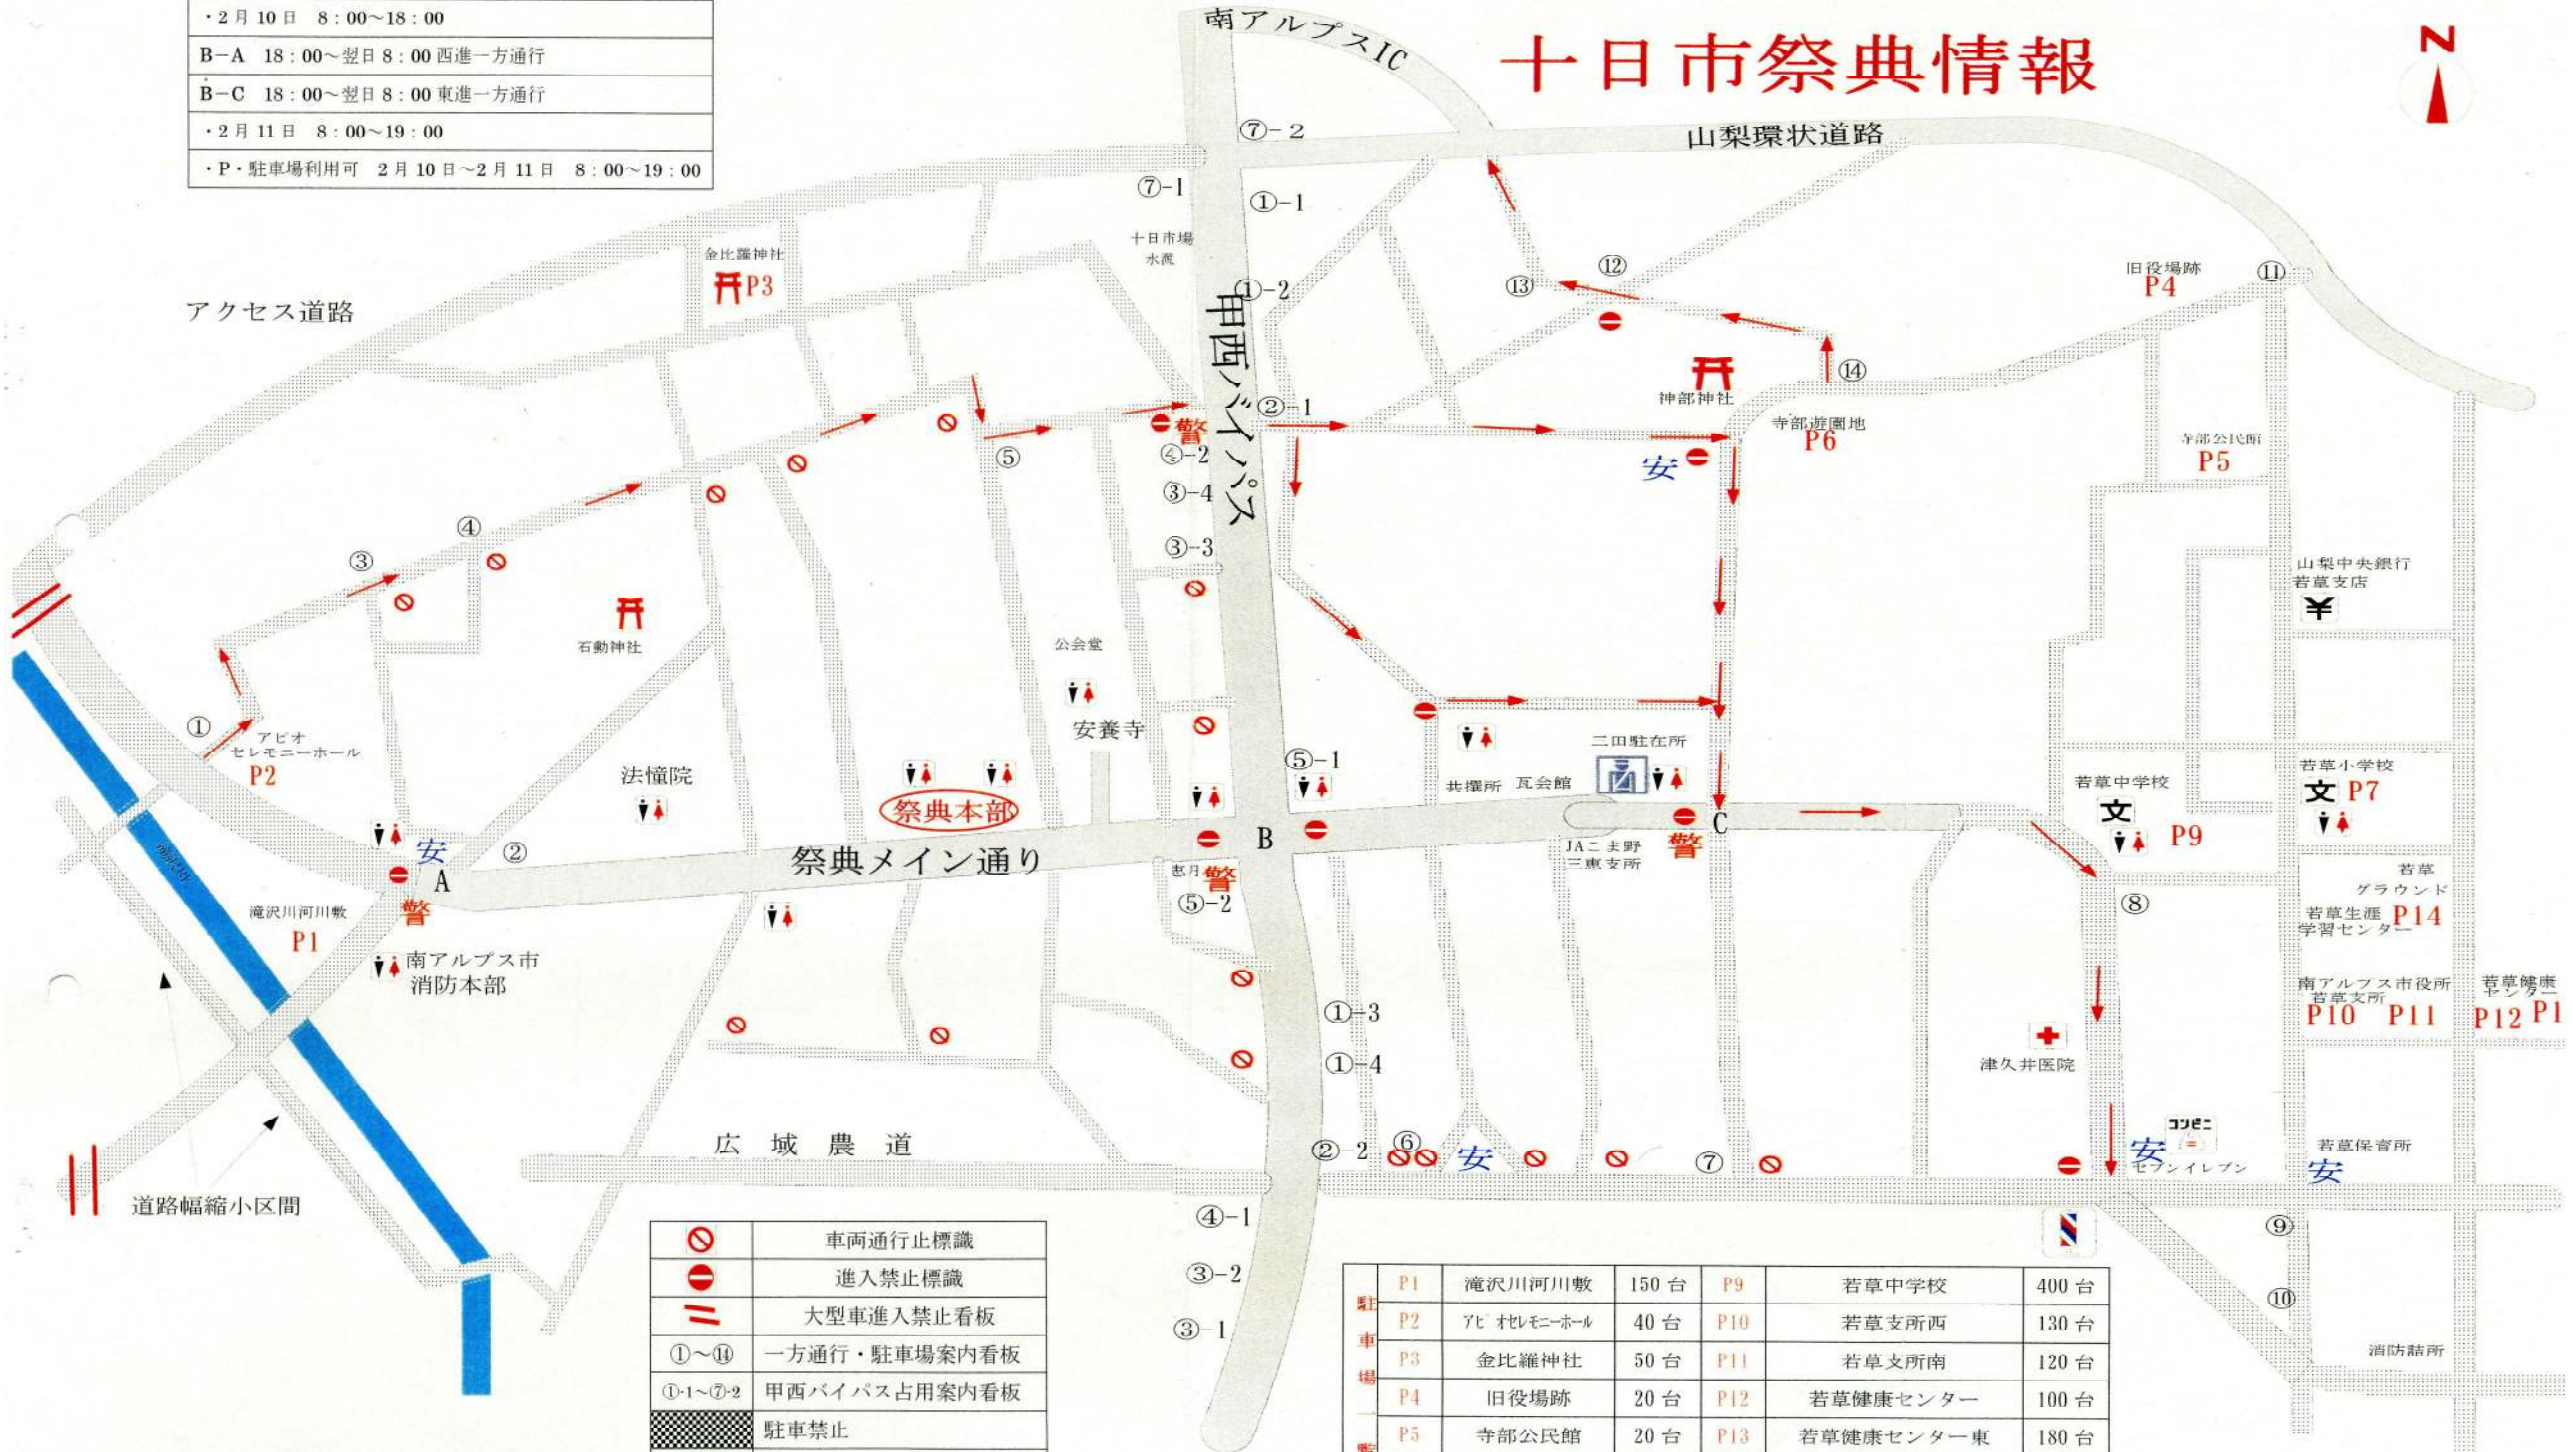 ・2月10日 8：00～18：00
B－A 18：00～翌日8：00 西進一方通行
B－C 18：00～翌日8：00 東進一方通行
・2月11日 8：00～19：00
・P・駐車場利用可 2月10日～2月11日 8：00～19：00
十日市祭典情報
N
南アルプスIC
⑦-2
山梨環状道路
⑦-1
①-1
十日市場
水源
①-2
甲西バイパス
金比羅神社
P3
アクセス道路
⑫
⑬
旧役場跡
P4
⑪
⑭
神部神社
寺部遊園地
P6
寺部公民館
P5
②-1
警
④-2
③-4
③-3
⑤
④
③
安
石動神社
公会堂
安養寺
山梨中央銀行
若草支店
¥
①
アピオ
セレモニーホール
P2
法憧院
祭典本部
⑤-1
共撰所
瓦会館
三田駐在所
若草中学校
文
P9
若草小学校
文 P7
安
A
②
祭典メイン通り
B
C
警
恵月
警
⑤-2
JAこま野
三恵支所
警
⑧
滝沢川河川敷
P1
南アルプス市
消防本部
若草
グラウンド
若草生涯
学習センター
P14
南アルプス市役所
若草支所
P10 P11
若草健康
センター
P12 P1
①-3
①-4
津久井医院
広域農道
②-2
⑥
安
⑦
安
コンビニ
セブンイレブン
若草保育所
安
道路幅縮小区間
④-1
③-2
③-1
⑨
⑩
消防詰所
車両通行止標識
進入禁止標識
大型車進入禁止看板
①～⑭ 一方通行・駐車場案内看板
①-1～⑦-2 甲西バイパス占用案内看板
駐車禁止
駐車場一覧
P1 滝沢川河川敷 150台 P9 若草中学校 400台
P2 アピオセレモニーホール 40台 P10 若草支所西 130台
P3 金比羅神社 50台 P11 若草支所南 120台
P4 旧役場跡 20台 P12 若草健康センター 100台
P5 寺部公民館 20台 P13 若草健康センター東 180台